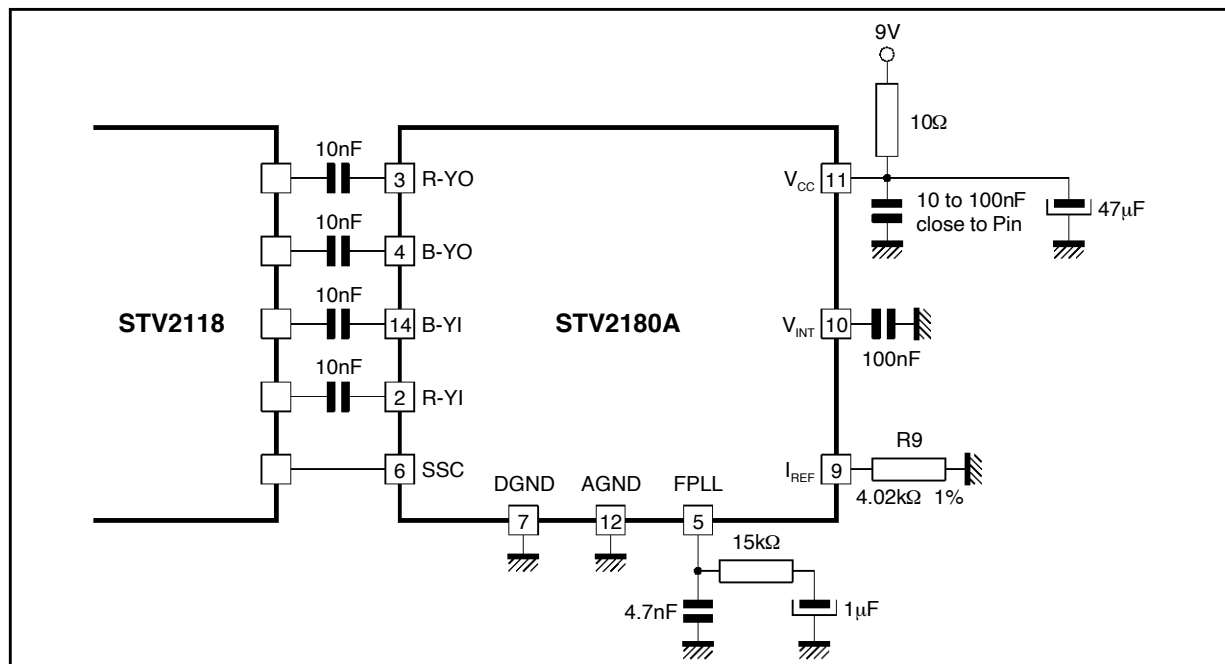 9V
10Ω
10nF
3 R-YO
V_CC 11
10 to 100nF
close to Pin
47μF
10nF
4 B-YO
10nF
STV2118
14 B-YI
STV2180A
V_INT 10
100nF
10nF
2 R-YI
R9
6 SSC
I_REF 9
4.02kΩ 1%
DGND AGND FPLL
7 12 5
15kΩ
4.7nF
1μF